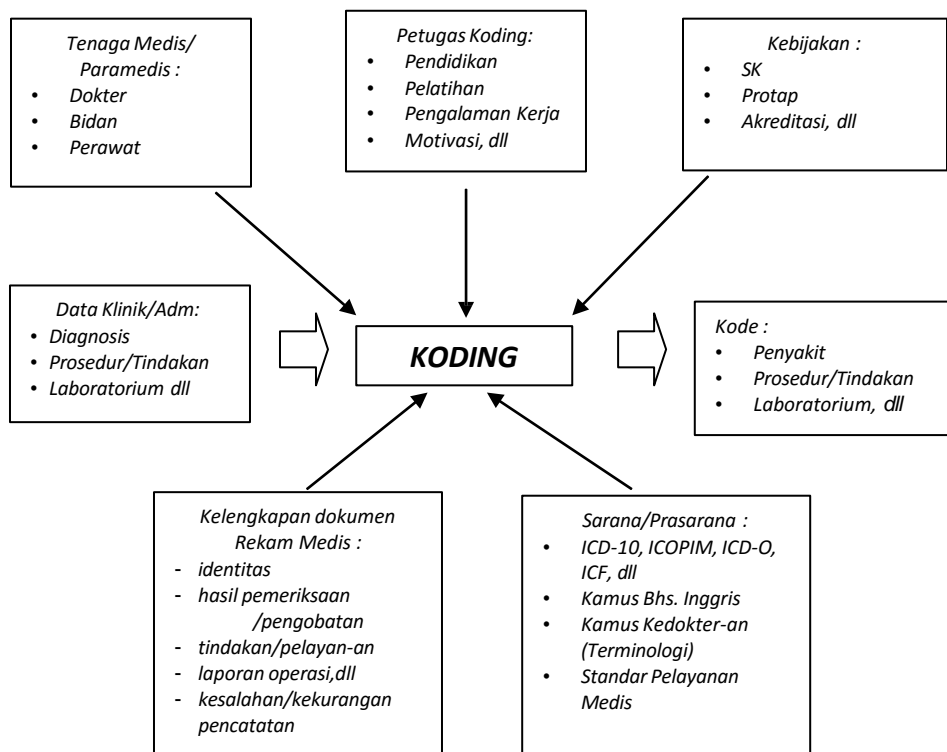 Tenaga Medis/
Paramedis :
• Dokter
• Bidan
• Perawat
Petugas Koding:
• Pendidikan
• Pelatihan
• Pengalaman Kerja
• Motivasi, dll
Kebijakan :
• SK
• Protap
• Akreditasi, dll
Data Klinik/Adm:
• Diagnosis
• Prosedur/Tindakan
• Laboratorium dll
KODING
Kode :
• Penyakit
• Prosedur/Tindakan
• Laboratorium, dll
Kelengkapan dokumen
Rekam Medis :
- identitas
- hasil pemeriksaan
/pengobatan
- tindakan/pelayan-an
- laporan operasi,dll
- kesalahan/kekurangan
pencatatan
Sarana/Prasarana :
• ICD-10, ICOPIM, ICD-O,
ICF, dll
• Kamus Bhs. Inggris
• Kamus Kedokter-an
(Terminologi)
• Standar Pelayanan
Medis